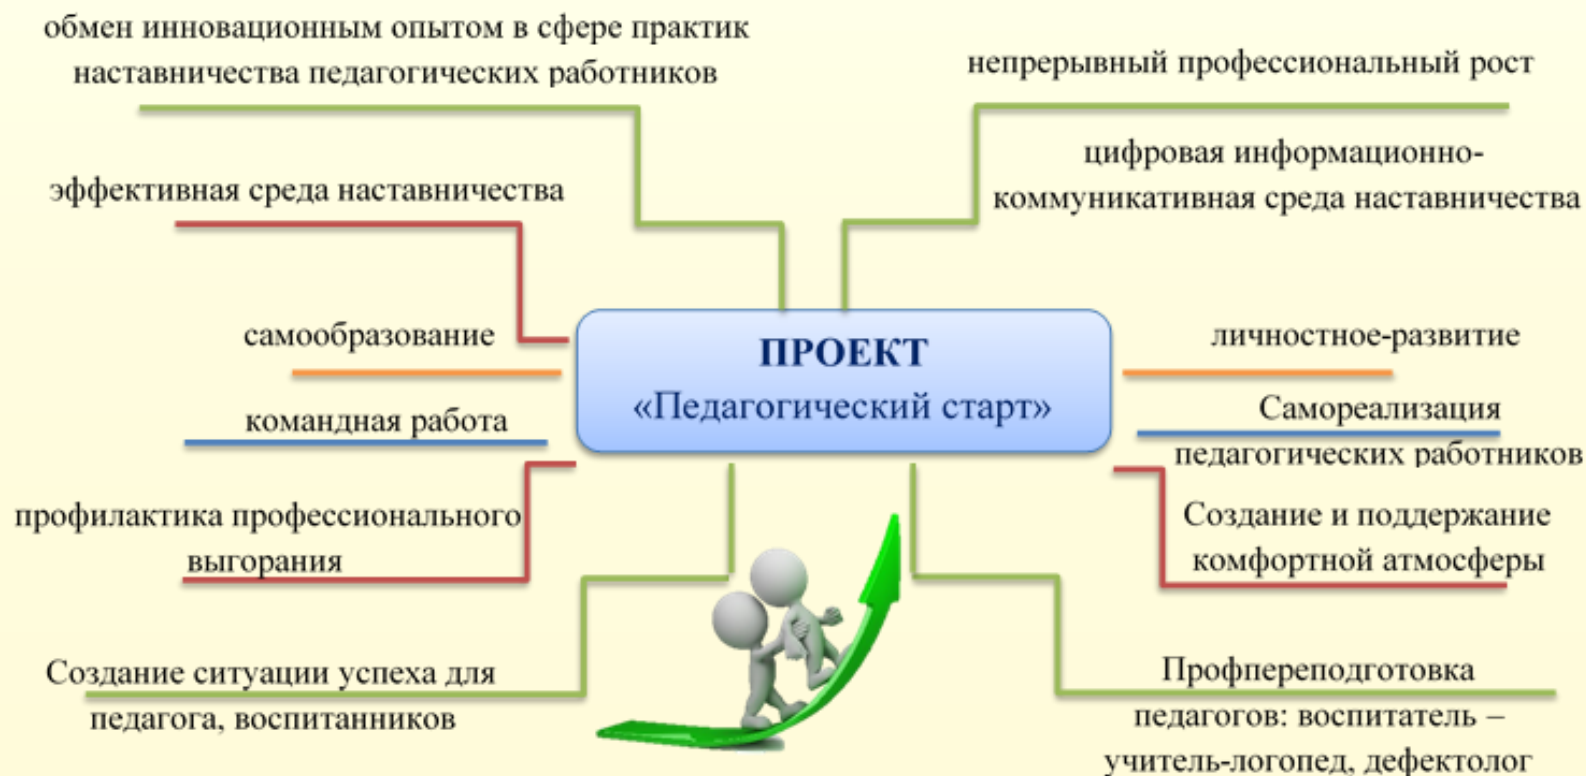 обмен инновационным опытом в сфере практик
наставничества педагогических работников
эффективная среда наставничества
самообразование
командная работа
профилактика профессионального
выгорания
Создание ситуации успеха для
педагога, воспитанников
ПРОЕКТ
«Педагогический старт»
непрерывный профессиональный рост
цифровая информационно-
коммуникативная среда наставничества
личностное-развитие
Самореализация
педагогических работников
Создание и поддержание
комфортной атмосферы
Профпереподготовка
педагогов: воспитатель –
учитель-логопед, дефектолог